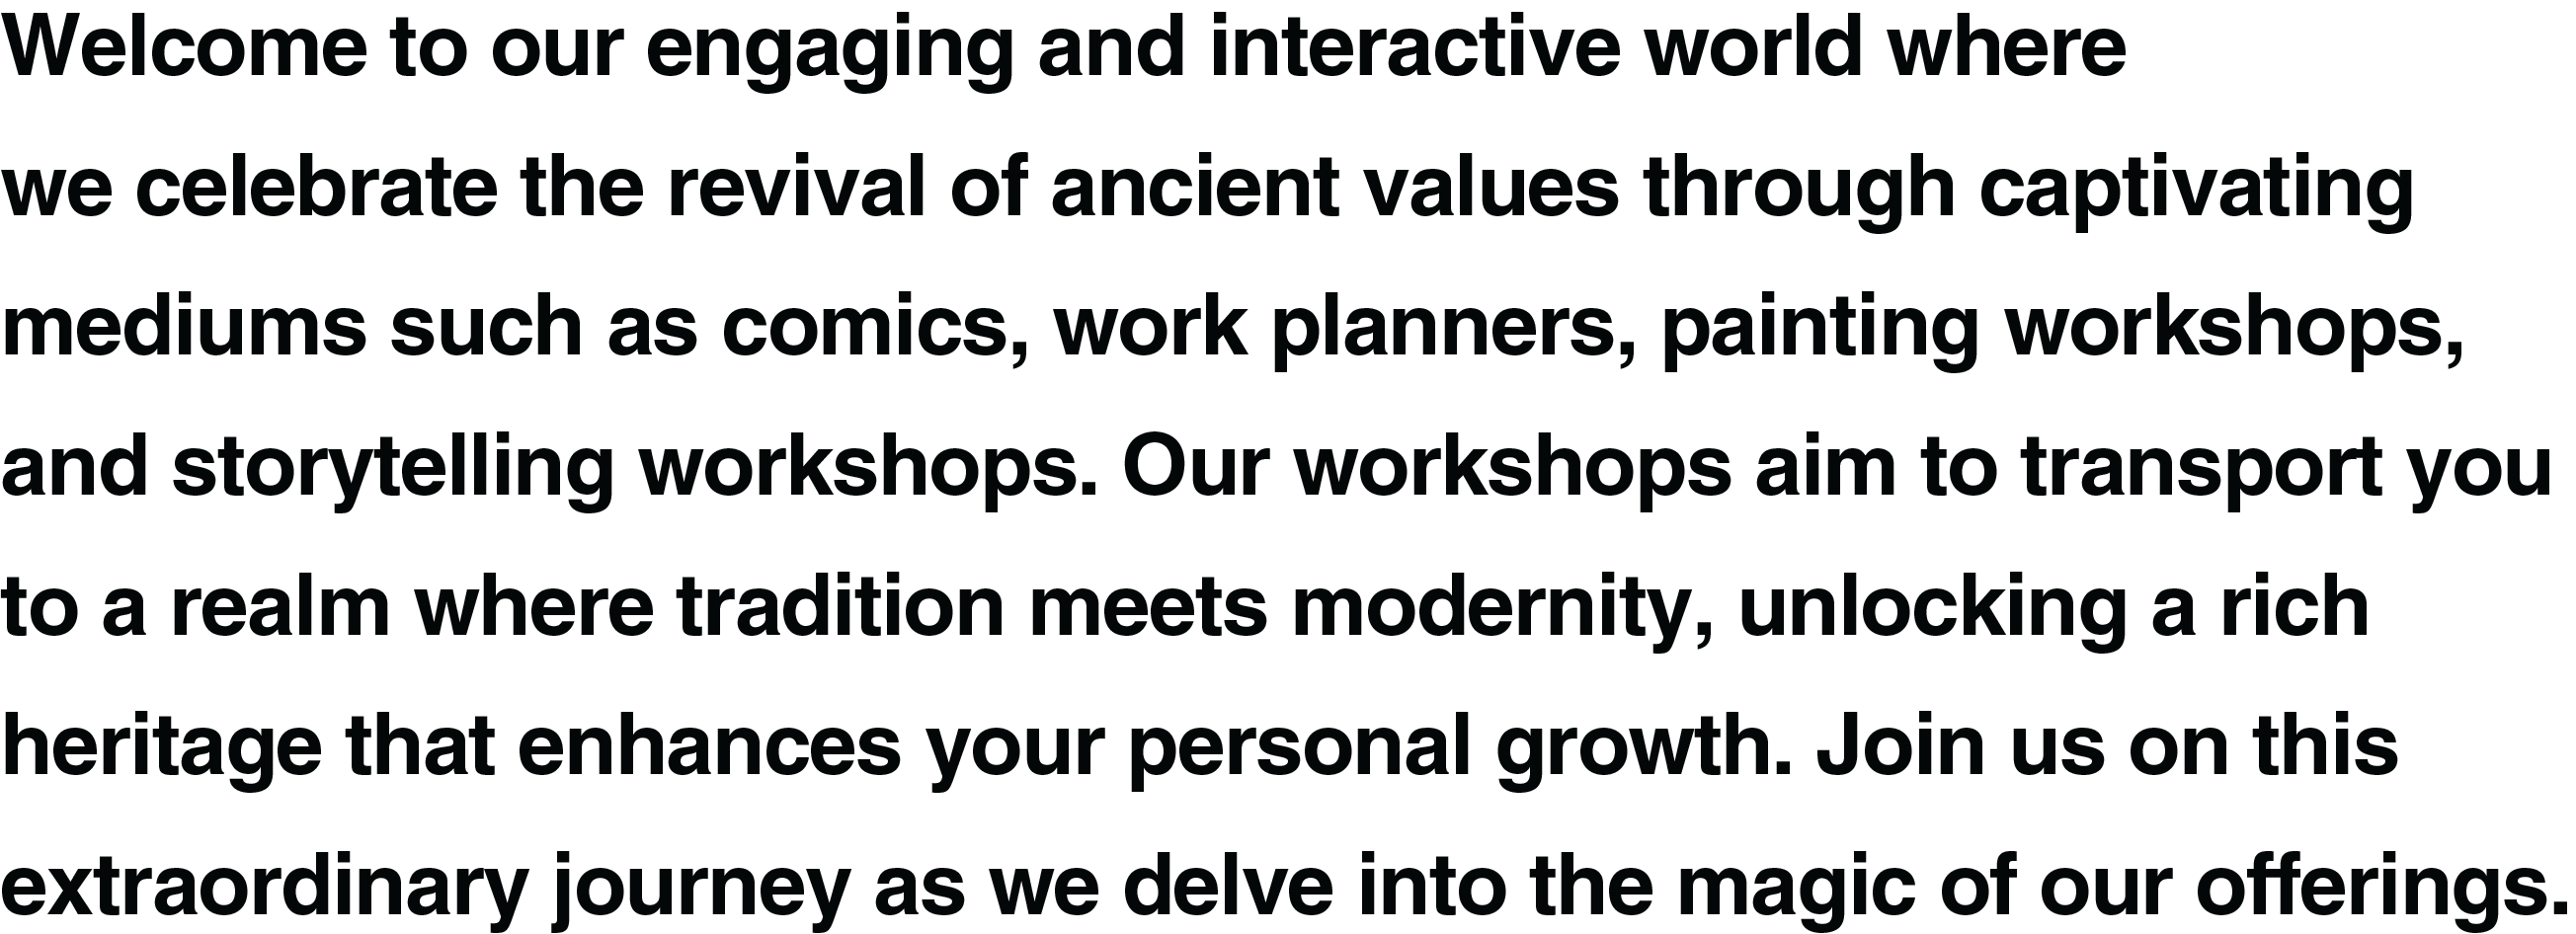 Welcome to our engaging and interactive world where
we celebrate the revival of ancient values through captivating
mediums such as comics, work planners, painting workshops,
and storytelling workshops. Our workshops aim to transport you
to a realm where tradition meets modernity, unlocking a rich
heritage that enhances your personal growth. Join us on this
extraordinary journey as we delve into the magic of our offerings.